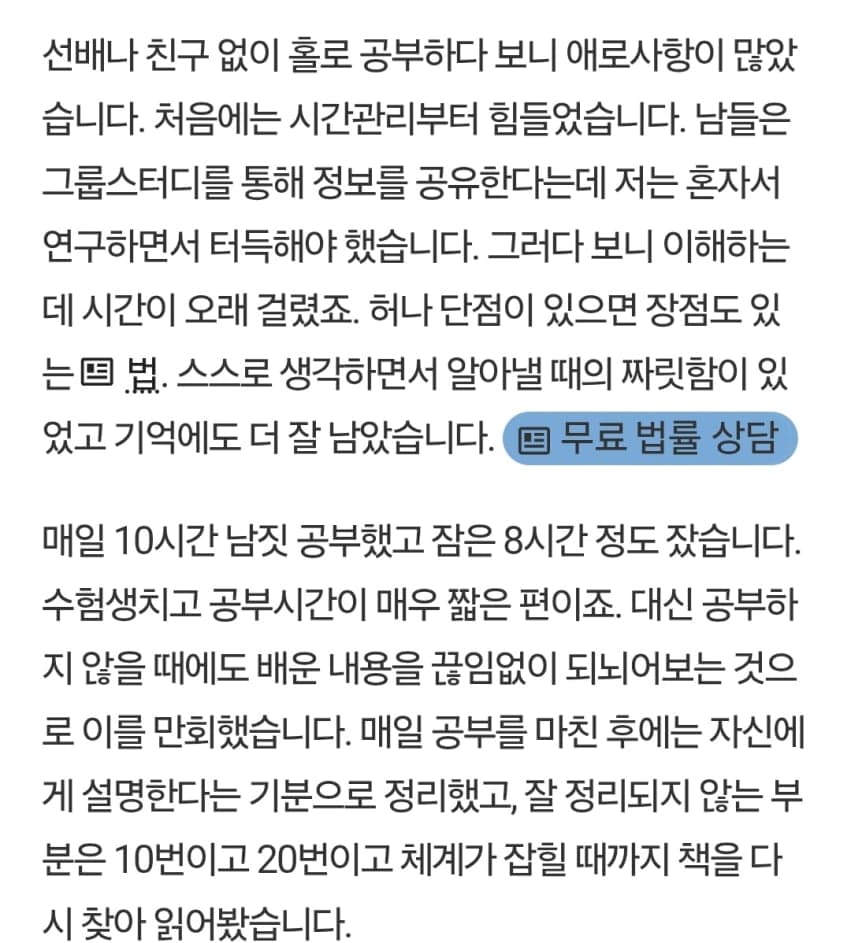 선배나 친구 없이 홀로 공부하다 보니 애로사항이 많았
습니다. 처음에는 시간관리부터 힘들었습니다. 남들은
그룹스터디를 통해 정보를 공유한다는데 저는 혼자서
연구하면서 터득해야 했습니다. 그러다 보니 이해하는
데 시간이 오래 걸렸죠. 허나 단점이 있으면 장점도 있
는 법. 스스로 생각하면서 알아낼 때의 짜릿함이 있
었고 기억에도 더 잘 남았습니다. 무료 법률 상담
매일 10시간 남짓 공부했고 잠은 8시간 정도 잤습니다.
수험생치고 공부시간이 매우 짧은 편이죠. 대신 공부하
지 않을 때에도 배운 내용을 끊임없이 되뇌어보는 것으
로 이를 만회했습니다. 매일 공부를 마친 후에는 자신에
게 설명한다는 기분으로 정리했고, 잘 정리되지 않는 부
분은 10번이고 20번이고 체계가 잡힐 때까지 책을 다
시 찾아 읽어봤습니다.